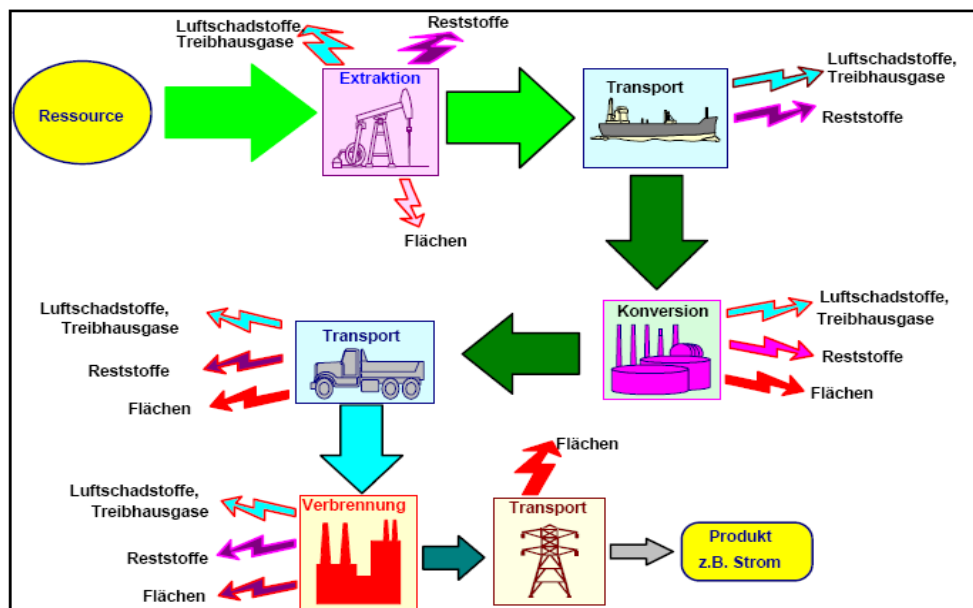 Luftschadstoffe,
Treibhausgase
Reststoffe
Ressource
Extraktion
Flächen
Transport
Luftschadstoffe,
Treibhausgase
Reststoffe
Konversion
Luftschadstoffe,
Treibhausgase
Reststoffe
Flächen
Transport
Luftschadstoffe,
Treibhausgase
Reststoffe
Flächen
Verbrennung
Luftschadstoffe,
Treibhausgase
Reststoffe
Flächen
Flächen
Transport
Produkt
z.B. Strom